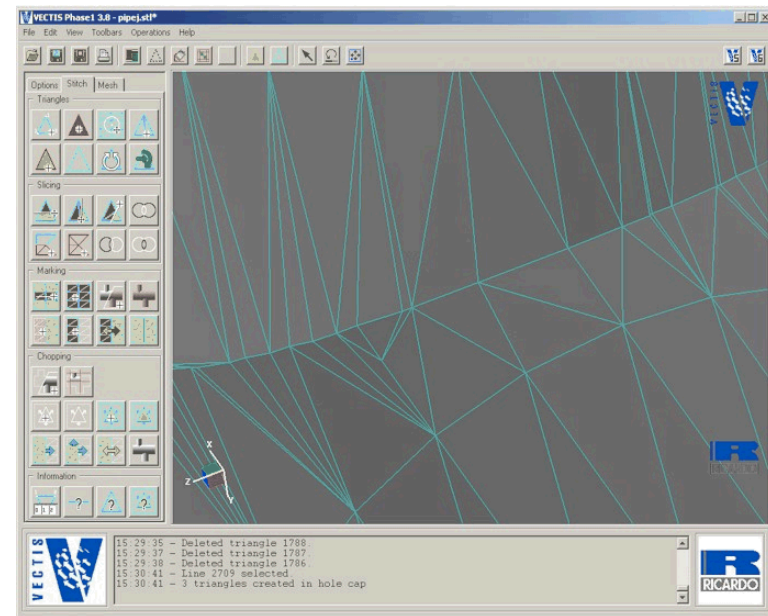 VECTIS Phase1 3.8 - pipej.stl*
File Edit View Toolbars Operations Help
Options Stitch Mesh
Triangles
Slicing
Marking
Chopping
Information
X
Z
Y
RICARDO
VECTIS
15:29:35 - Deleted triangle 1788.
15:29:37 - Deleted triangle 1787.
15:29:38 - Deleted triangle 1786.
15:30:41 - Line 2709 selected.
15:30:41 - 3 triangles created in hole cap
RICARDO